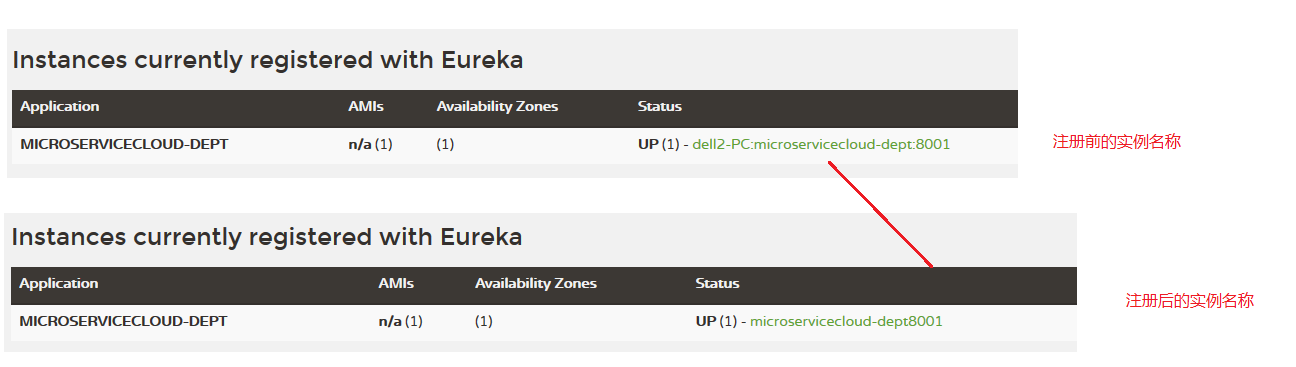 Instances currently registered with Eureka
Application AMIs Availability Zones Status
MICROSERVICECLOUD-DEPT n/a (1) (1) UP (1) - dell2-PC:microservicecloud-dept:8001
注册前的实例名称
Instances currently registered with Eureka
Application AMIs Availability Zones Status
MICROSERVICECLOUD-DEPT n/a (1) (1) UP (1) - microservicecloud-dept8001
注册后的实例名称